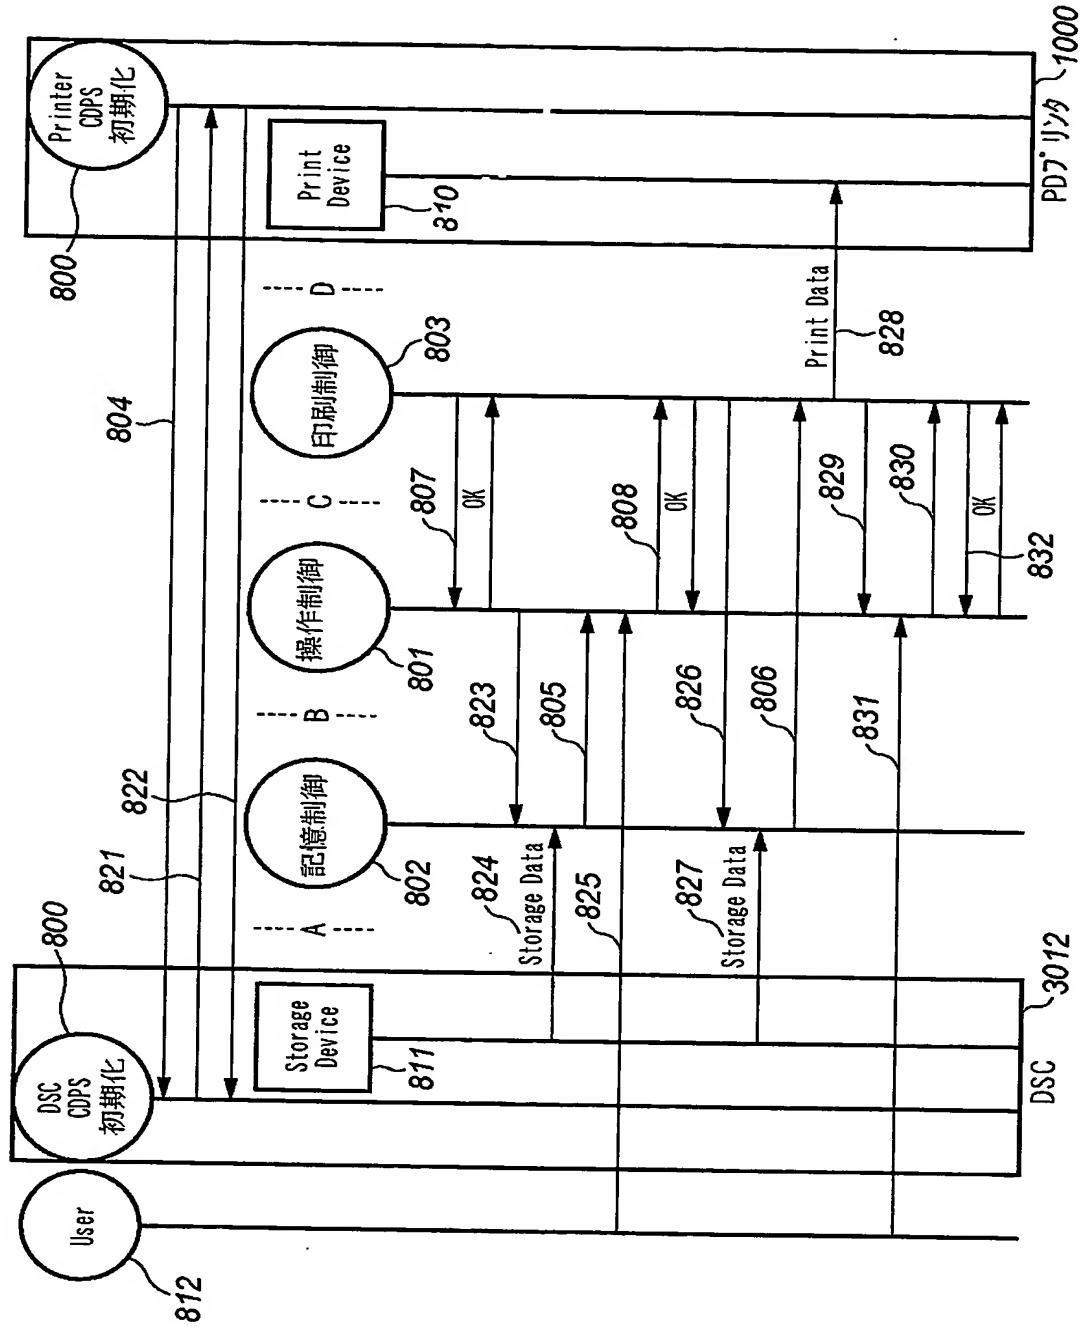 User
812
DSC
CDPS
初期化
800
804
821
822
800
Printer
CDPS
初期化
Storage
Device
811
A
記憶制御
802
B
操作制御
801
C
印刷制御
803
D
Print
Device
810
807
OK
823
824
Storage Data
805
825
808
OK
826
827
Storage Data
806
Print Data
828
829
831
830
832
OK
DSC
3012
PDプリンタ
1000